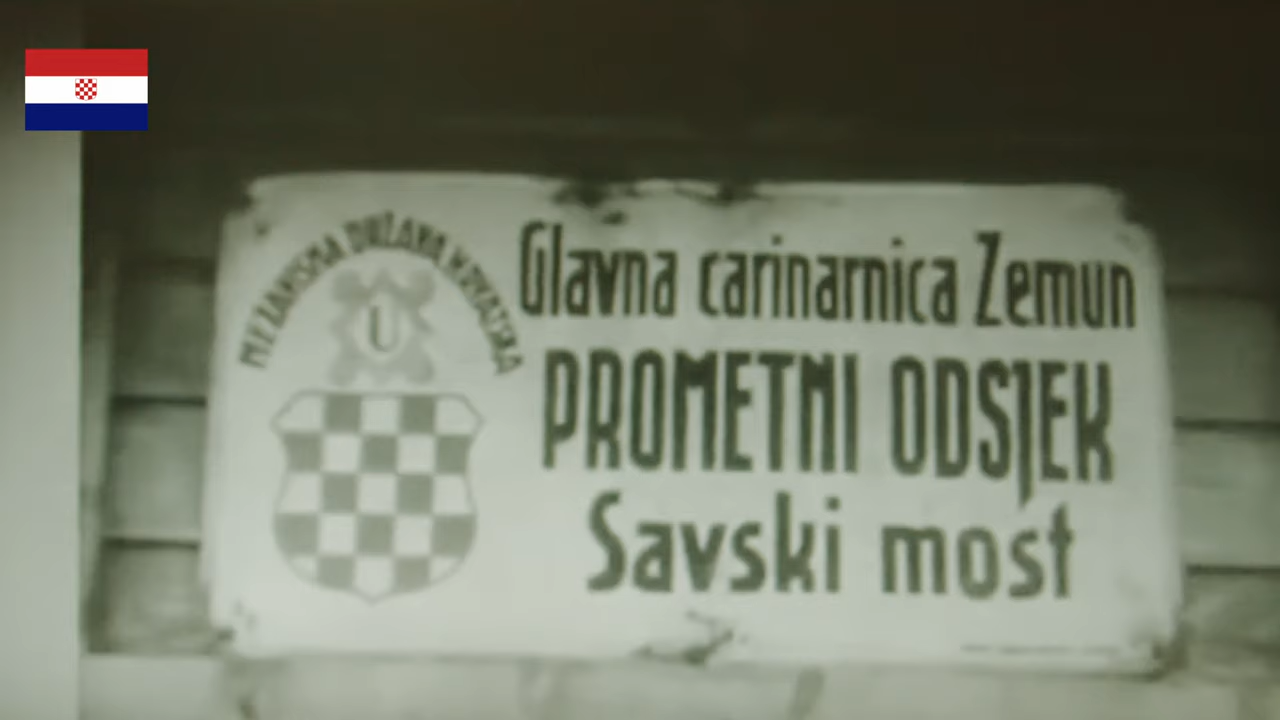 NEZAVISNA DRŽAVA HRVATSKA
U
Glavna carinarnica Zemun
PROMETNI ODSJEK
Savski most